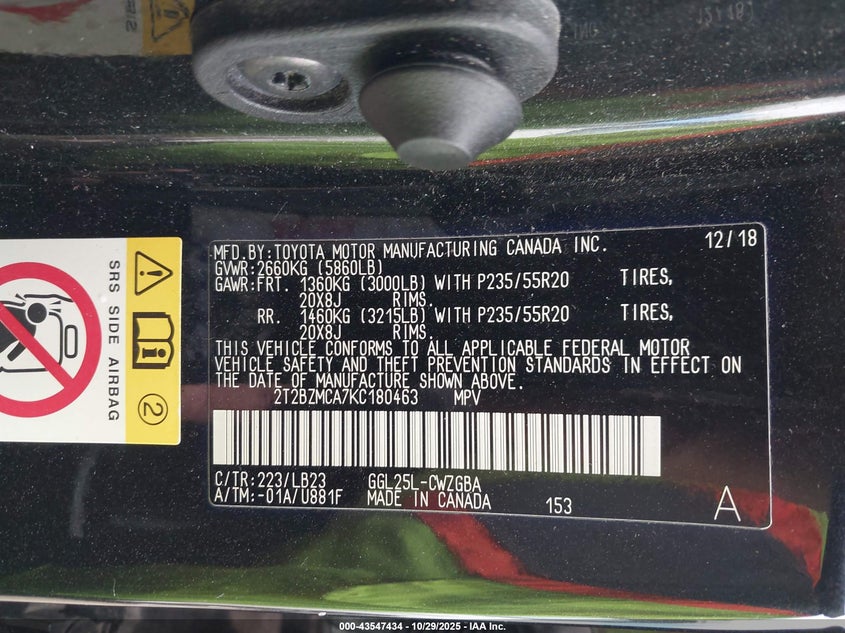 MFD.BY:TOYOTA MOTOR MANUFACTURING CANADA INC. 12/18
GVWR:2660KG (5860LB)
GAWR:FRT. 1360KG (3000LB) WITH P235/55R20 TIRES,
20X8J RIMS.
RR. 1460KG (3215LB) WITH P235/55R20 TIRES,
20X8J RIMS.
THIS VEHICLE CONFORMS TO ALL APPLICABLE FEDERAL MOTOR
VEHICLE SAFETY AND THEFT PREVENTION STANDARDS IN EFFECT ON
THE DATE OF MANUFACTURE SHOWN ABOVE.
2T2BZMCA7KC180463 MPV
C/TR:223/LB23 GGL25L-CWZGBA
A/TM:-01A/U881F MADE IN CANADA 153 A
SRS SIDE AIRBAG
2
000-43547434 - 10/29/2025 - IAA Inc.